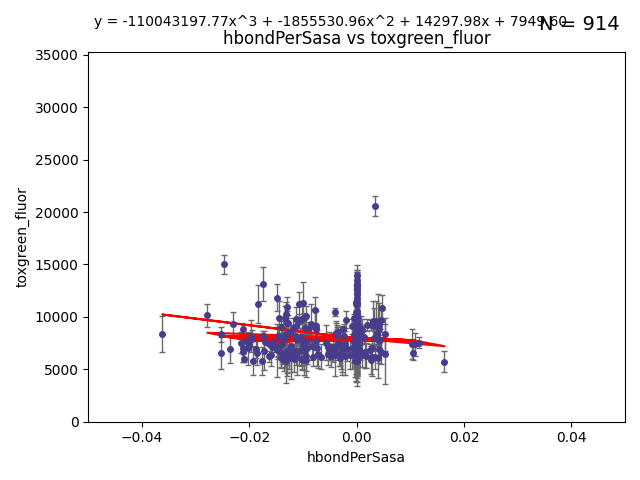 y = -110043197.77x^3 + -1855530.96x^2 + 14297.98x + 7949.60
N = 914
hbondPerSasa vs toxgreen_fluor
35000
30000
25000
20000
15000
10000
5000
0
toxgreen_fluor
−0.04
−0.02
0.00
0.02
0.04
hbondPerSasa